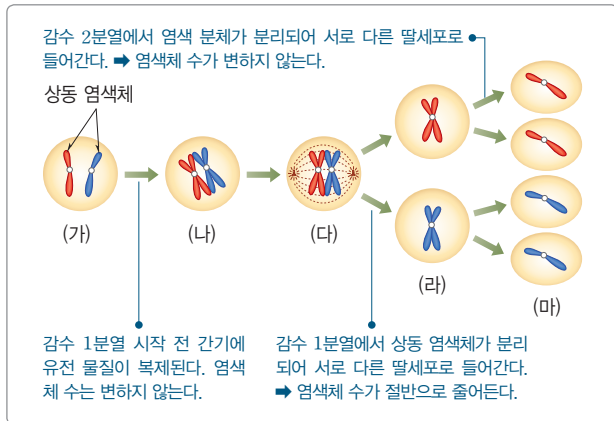 감수 2분열에서 염색 분체가 분리되어 서로 다른 딸세포로
들어간다. ➡ 염색체 수가 변하지 않는다.
상동 염색체
(가)
(나)
(다)
(라)
(마)
감수 1분열 시작 전 간기에
유전 물질이 복제된다. 염색
체 수는 변하지 않는다.
감수 1분열에서 상동 염색체가 분리
되어 서로 다른 딸세포로 들어간다.
➡ 염색체 수가 절반으로 줄어든다.